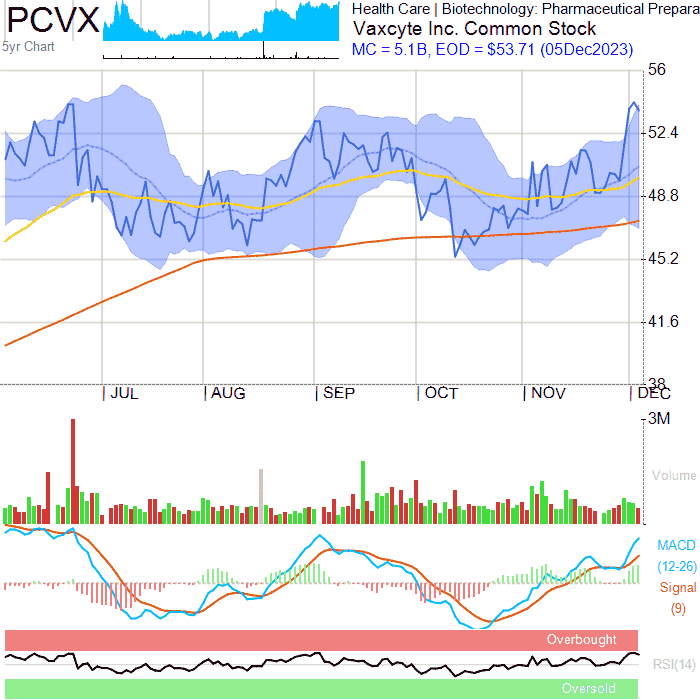 PCVX
5yr Chart
Health Care | Biotechnology: Pharmaceutical Prepara
Vaxcyte Inc. Common Stock
MC = 5.1B, EOD = $53.71 (05Dec2023)
56
52.4
48.8
45.2
41.6
38
JUL
AUG
SEP
OCT
NOV
DEC
3M
Volume
MACD
(12-26)
Signal
(9)
Overbought
RSI(14)
Oversold